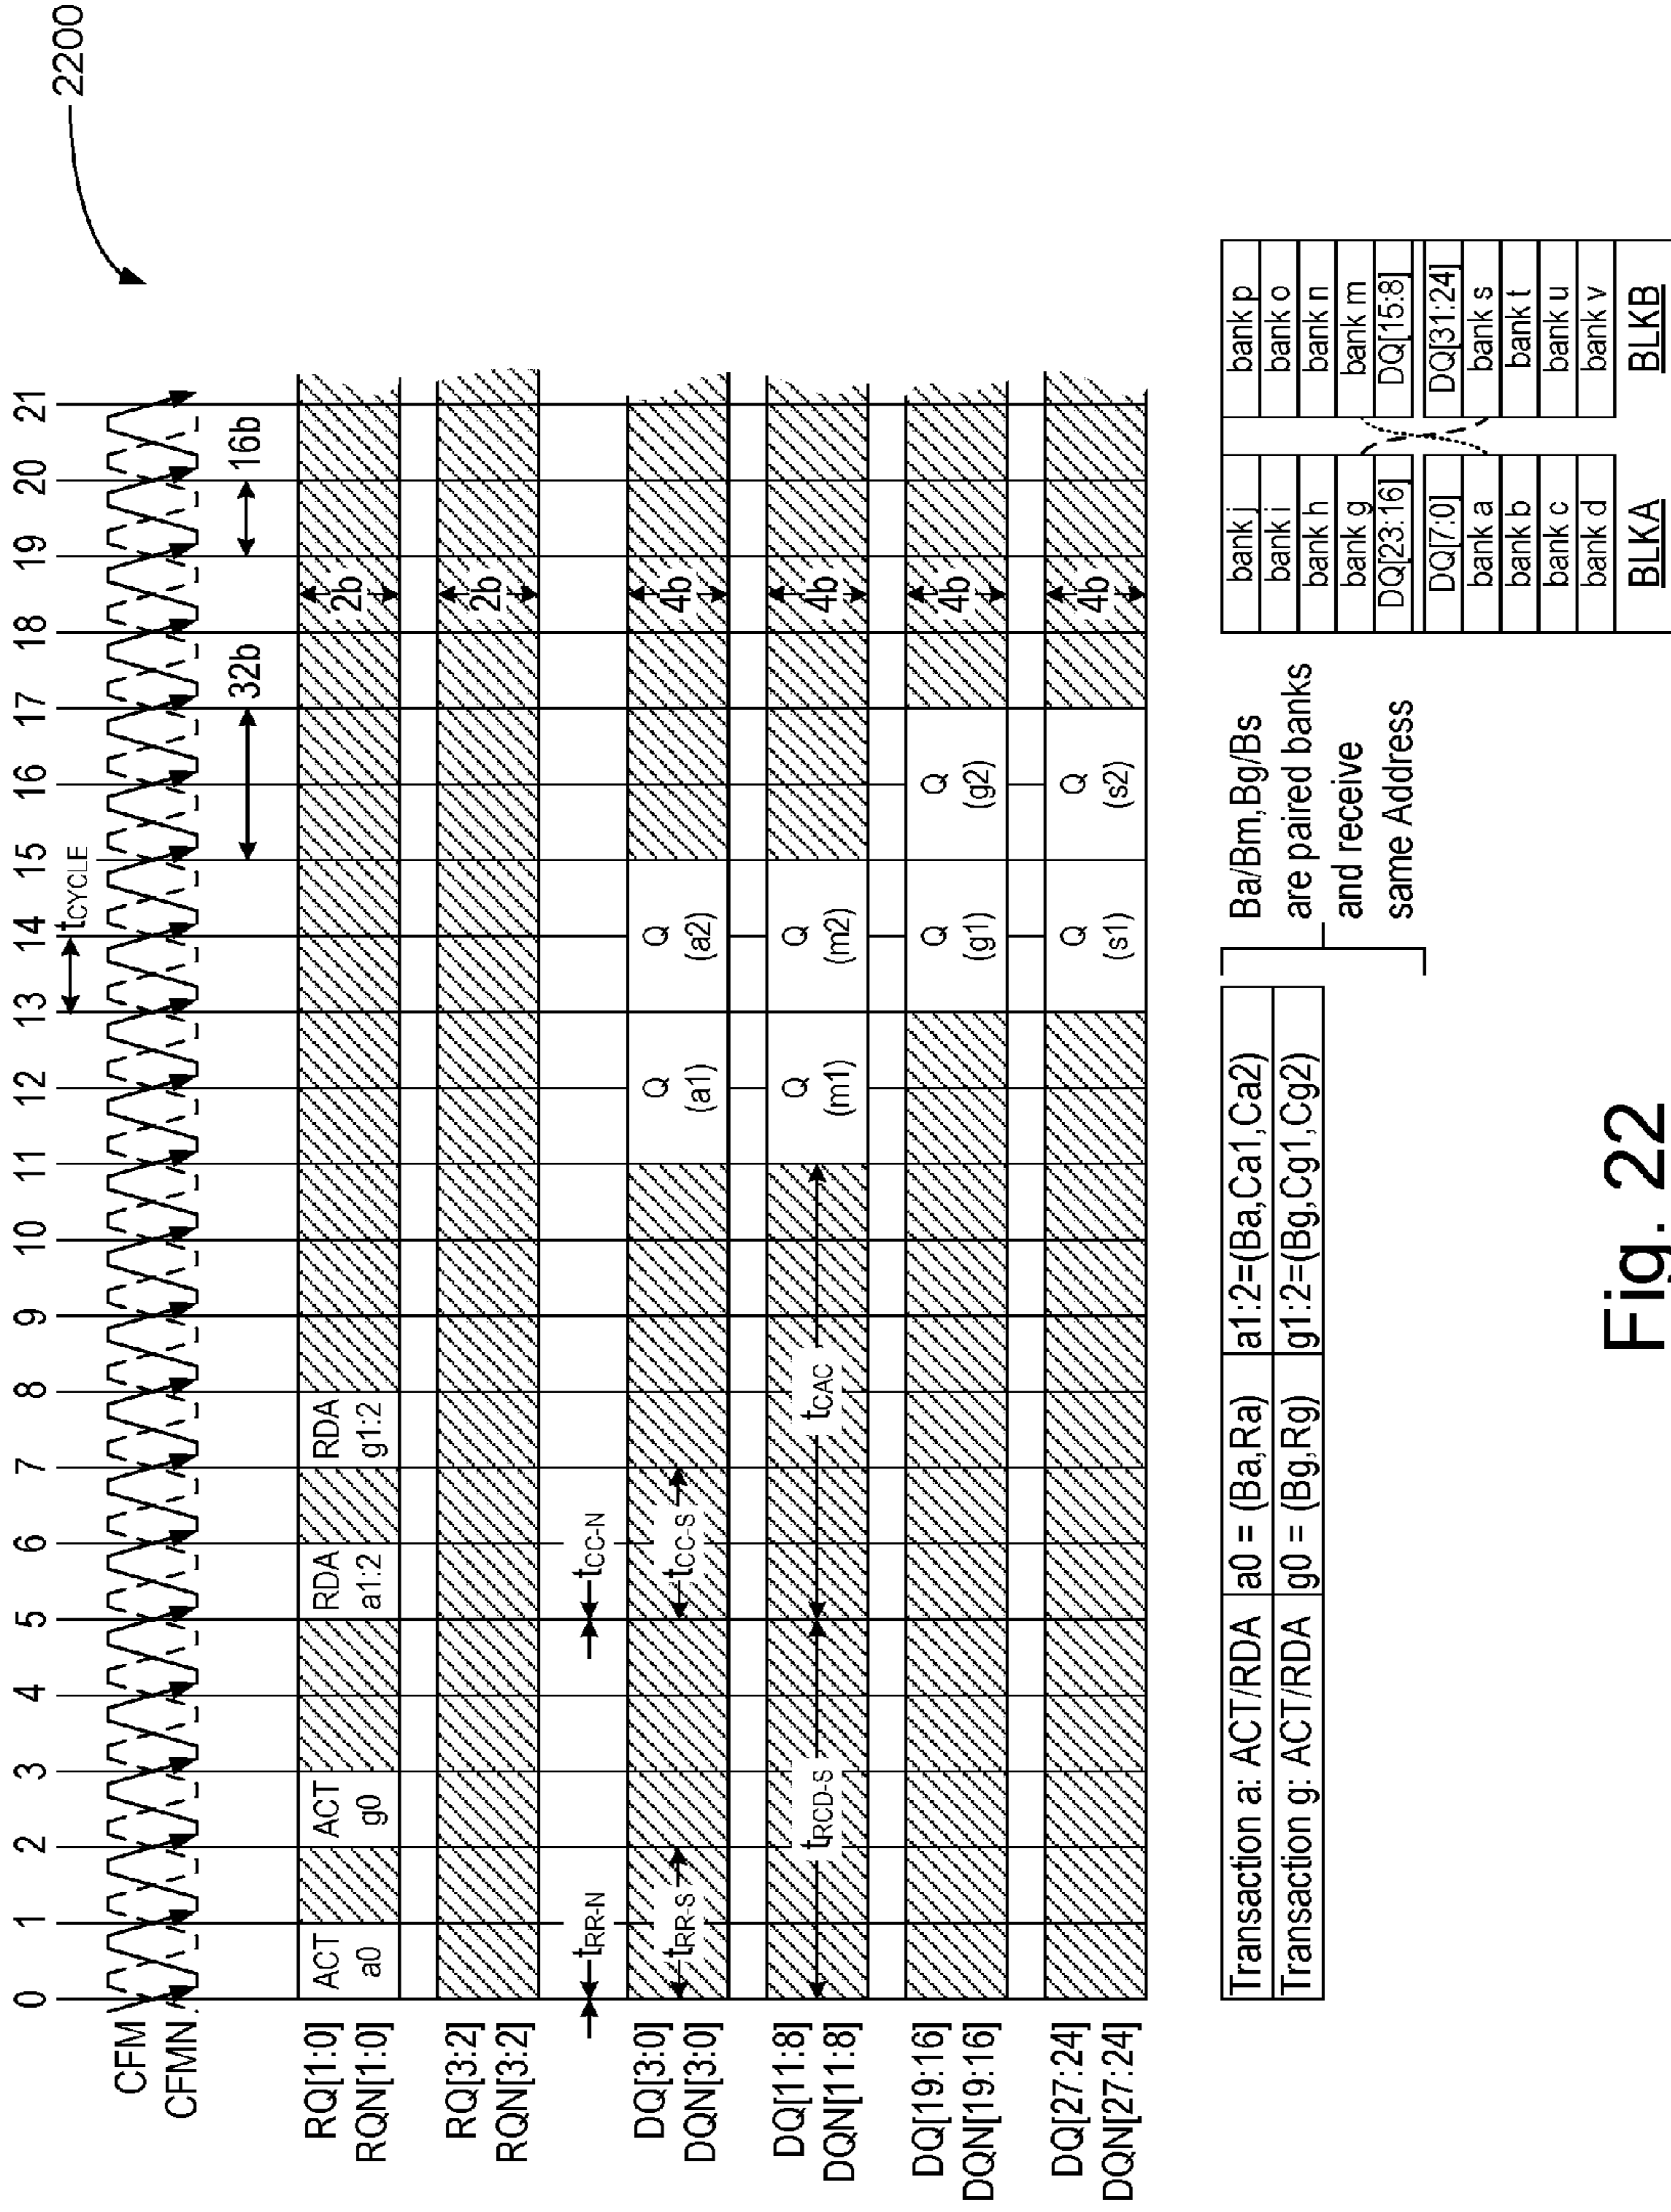 2200
0 1 2 3 4 5 6 7 8 9 10 11 12 13 14 15 16 17 18 19 20 21
tCYCLE
CFM
CFMN
32b
16b
RQ[1:0]
RQN[1:0]
ACT
a0
ACT
g0
RDA
a1:2
RDA
g1:2
2b
RQ[3:2]
RQN[3:2]
2b
tRR-N
tCC-N
DQ[3:0]
DQN[3:0]
tRR-S
tCC-S
Q
(a1)
Q
(a2)
4b
DQ[11:8]
DQN[11:8]
tRCD-S
tCAC
Q
(m1)
Q
(m2)
4b
DQ[19:16]
DQN[19:16]
Q
(g1)
Q
(g2)
4b
DQ[27:24]
DQN[27:24]
Q
(s1)
Q
(s2)
4b
Transaction a: ACT/RDA a0 = (Ba,Ra) a1:2=(Ba,Ca1,Ca2)
Transaction g: ACT/RDA g0 = (Bg,Rg) g1:2=(Bg,Cg1,Cg2)
Ba/Bm,Bg/Bs
are paired banks
and receive
same Address
bank j
bank i
bank h
bank g
DQ[23:16]
DQ[7:0]
bank a
bank b
bank c
bank d
BLKA
bank p
bank o
bank n
bank m
DQ[15:8]
DQ[31:24]
bank s
bank t
bank u
bank v
BLKB
Fig. 22